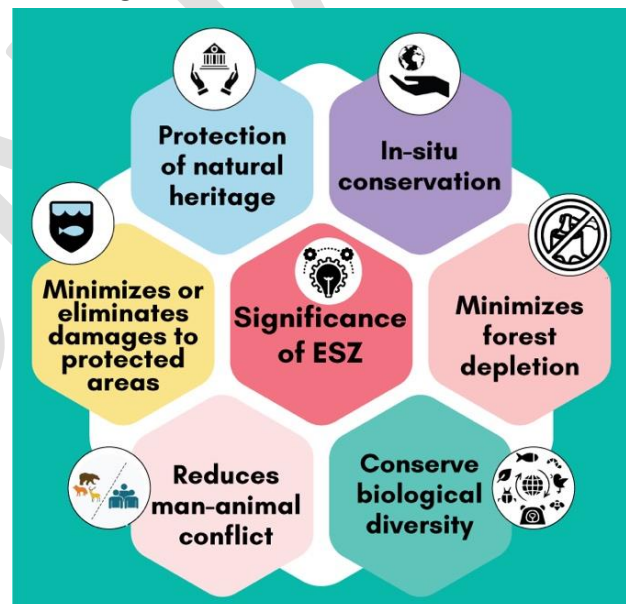 Protection
of natural
heritage
In-situ
conservation
Minimizes or
eliminates
damages to
protected
areas
Significance
of ESZ
Minimizes
forest
depletion
Reduces
man-animal
conflict
Conserve
biological
diversity